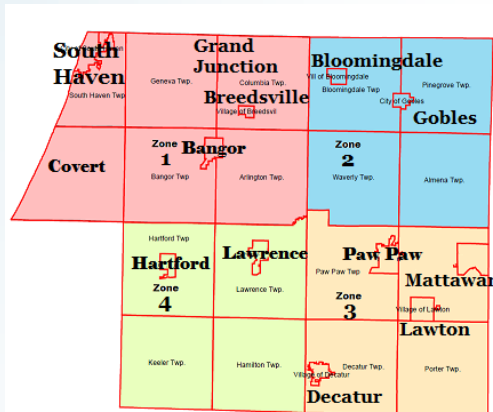 South
Haven
South Haven Twp
Geneva Twp.
Grand
Junction
Columbia Twp.
Breedsville
Village of Breedsvil
Bloomingdale
Vill of Bloomingdale
Bloomingdale Twp
Pinegrove Twp.
City of Gobles
Gobles
Covert
Zone
1
Bangor
Bangor Twp.
Arlington Twp.
Zone
2
Waverly Twp.
Almena Twp.
Hartford Twp
Hartford
Zone
4
Lawrence
Lawrence Twp.
Paw Paw
Paw Paw Twp
Zone
3
Mattawan
Village of Lawton
Lawton
Keeler Twp.
Hamilton Twp.
Village of Decatur
Decatur Twp.
Decatur
Porter Twp.